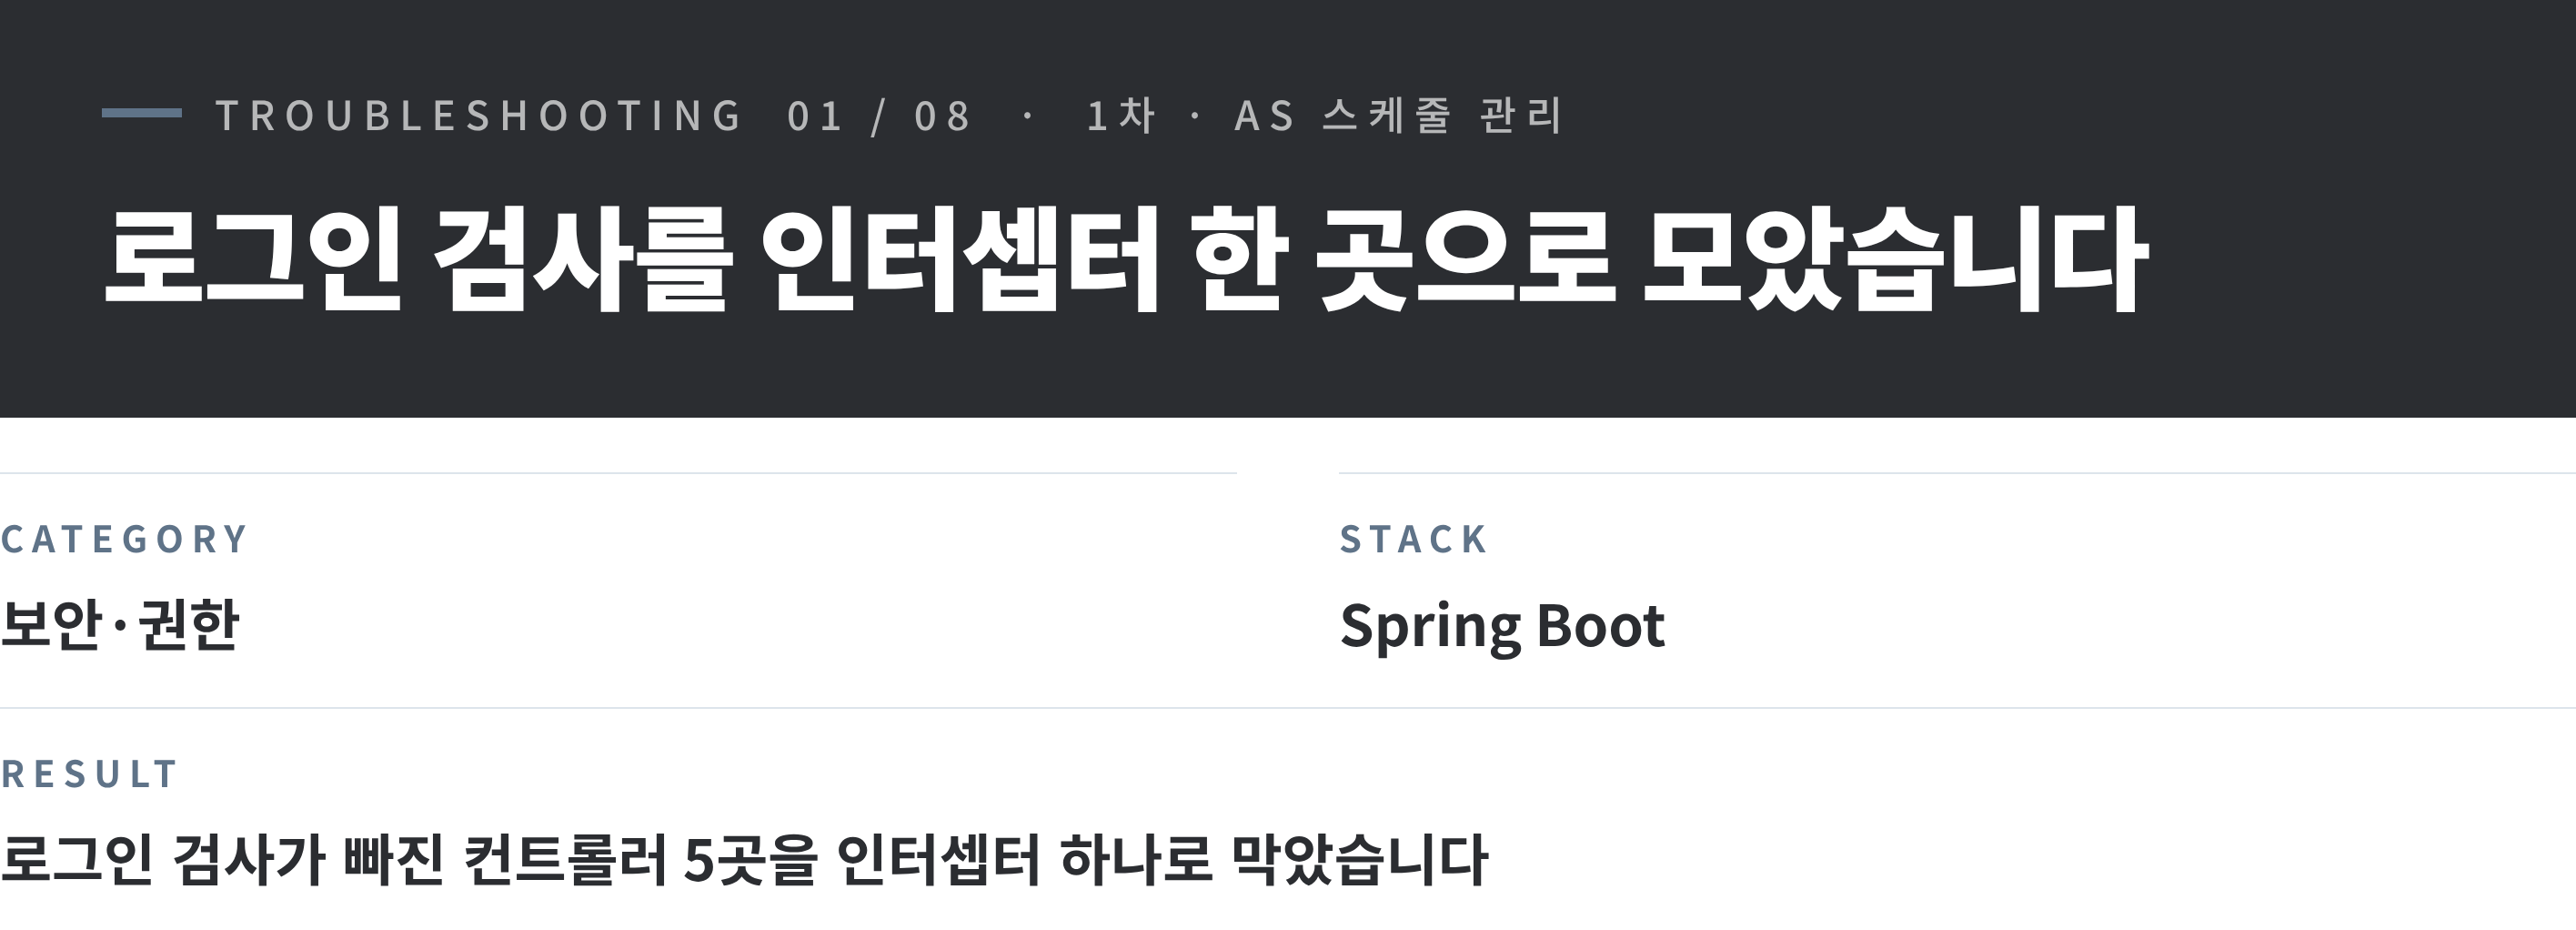 TROUBLESHOOTING 01 / 08 · 1차 · AS 스케줄 관리
로그인 검사를 인터셉터 한 곳으로 모았습니다
CATEGORY
보안·권한
STACK
Spring Boot
RESULT
로그인 검사가 빠진 컨트롤러 5곳을 인터셉터 하나로 막았습니다